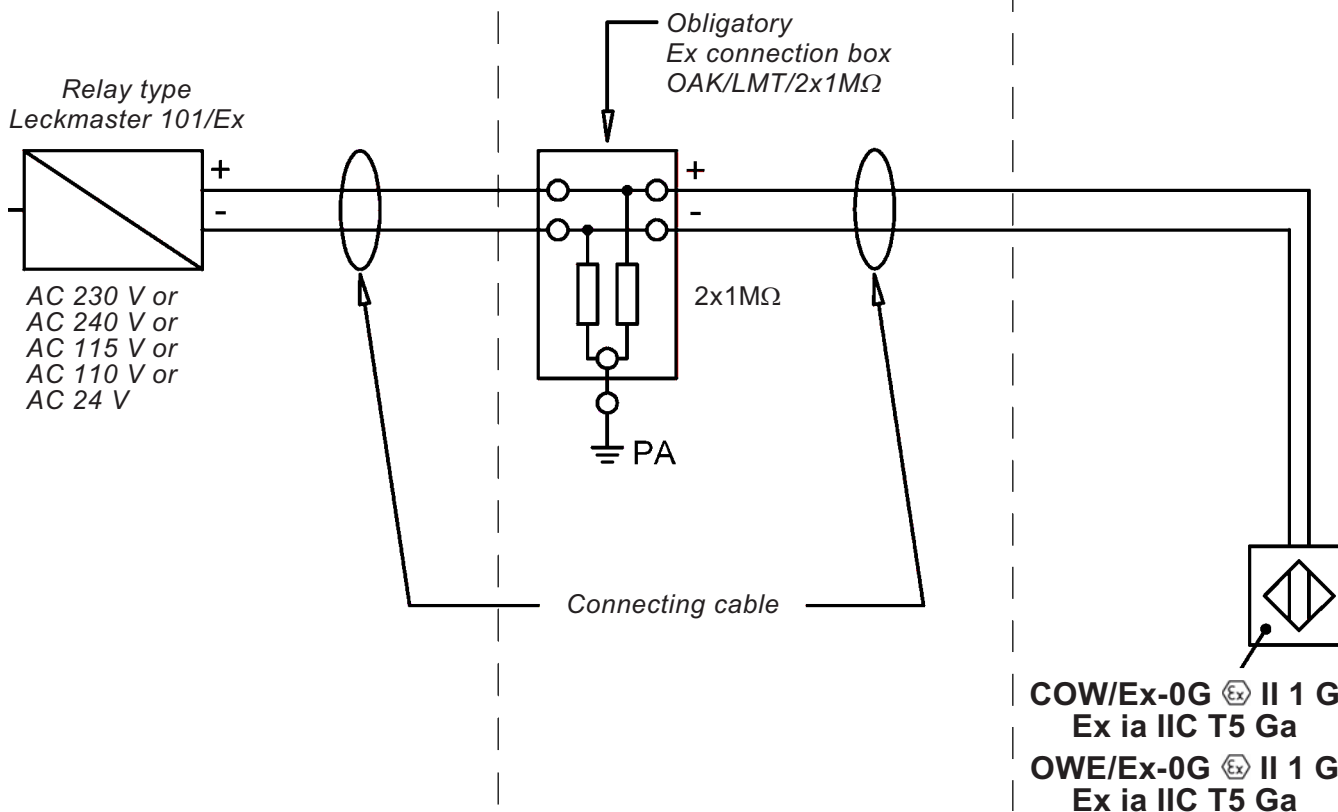 Obligatory
Ex connection box
OAK/LMT/2x1MΩ
Relay type
Leckmaster 101/Ex
+
-
+
-
AC 230 V or
AC 240 V or
AC 115 V or
AC 110 V or
AC 24 V
2x1MΩ
PA
Connecting cable
COW/Ex-0G Ex II 1 G
Ex ia IIC T5 Ga
OWE/Ex-0G Ex II 1 G
Ex ia IIC T5 Ga